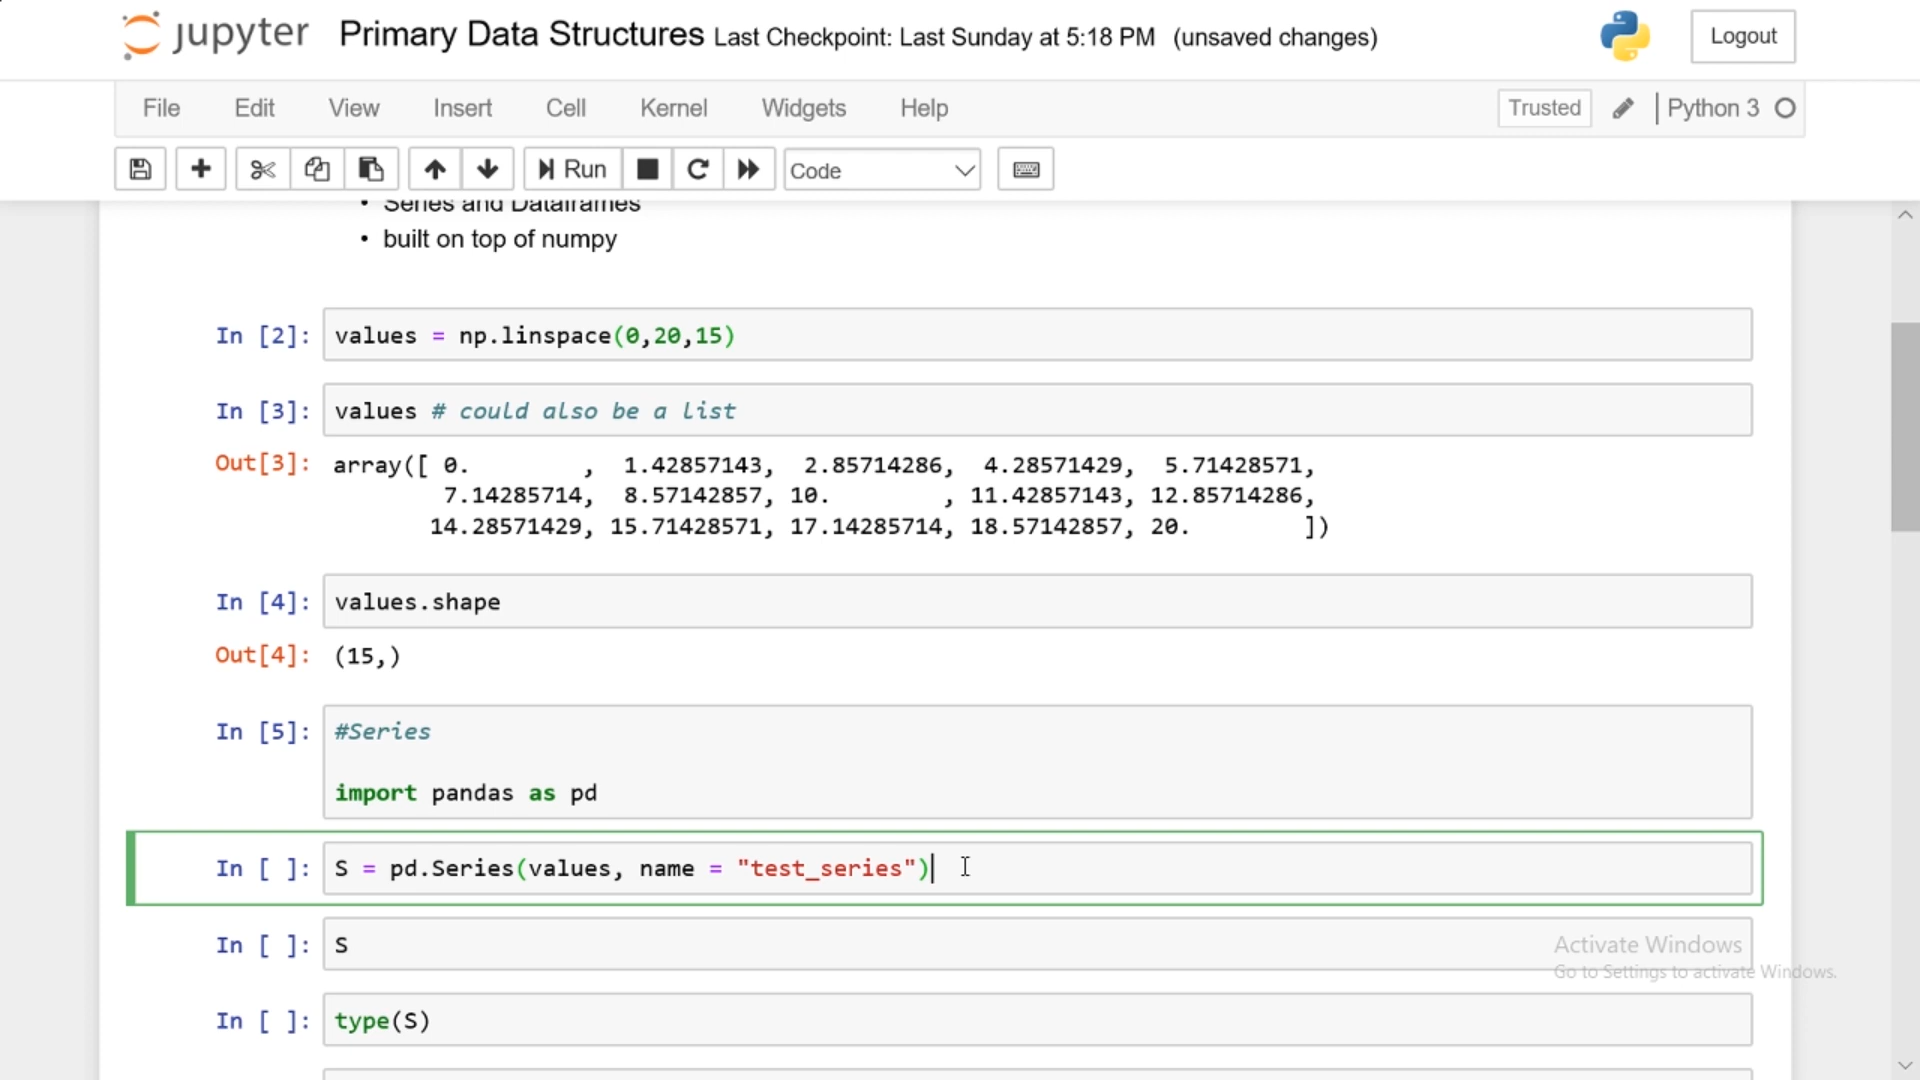 jupyter Primary Data Structures Last Checkpoint: Last Sunday at 5:18 PM (unsaved changes) Logout
File Edit View Insert Cell Kernel Widgets Help Trusted Python 3
Run Code
• Series and Dataframes
• built on top of numpy
In [2]: values = np.linspace(0,20,15)
In [3]: values # could also be a list
Out[3]: array([ 0.        ,  1.42857143,  2.85714286,  4.28571429,  5.71428571,
7.14285714,  8.57142857, 10.        , 11.42857143, 12.85714286,
14.28571429, 15.71428571, 17.14285714, 18.57142857, 20.        ])
In [4]: values.shape
Out[4]: (15,)
In [5]: #Series
import pandas as pd
In [ ]: S = pd.Series(values, name = "test_series")
In [ ]: S
Activate Windows
Go to Settings to activate Windows.
In [ ]: type(S)